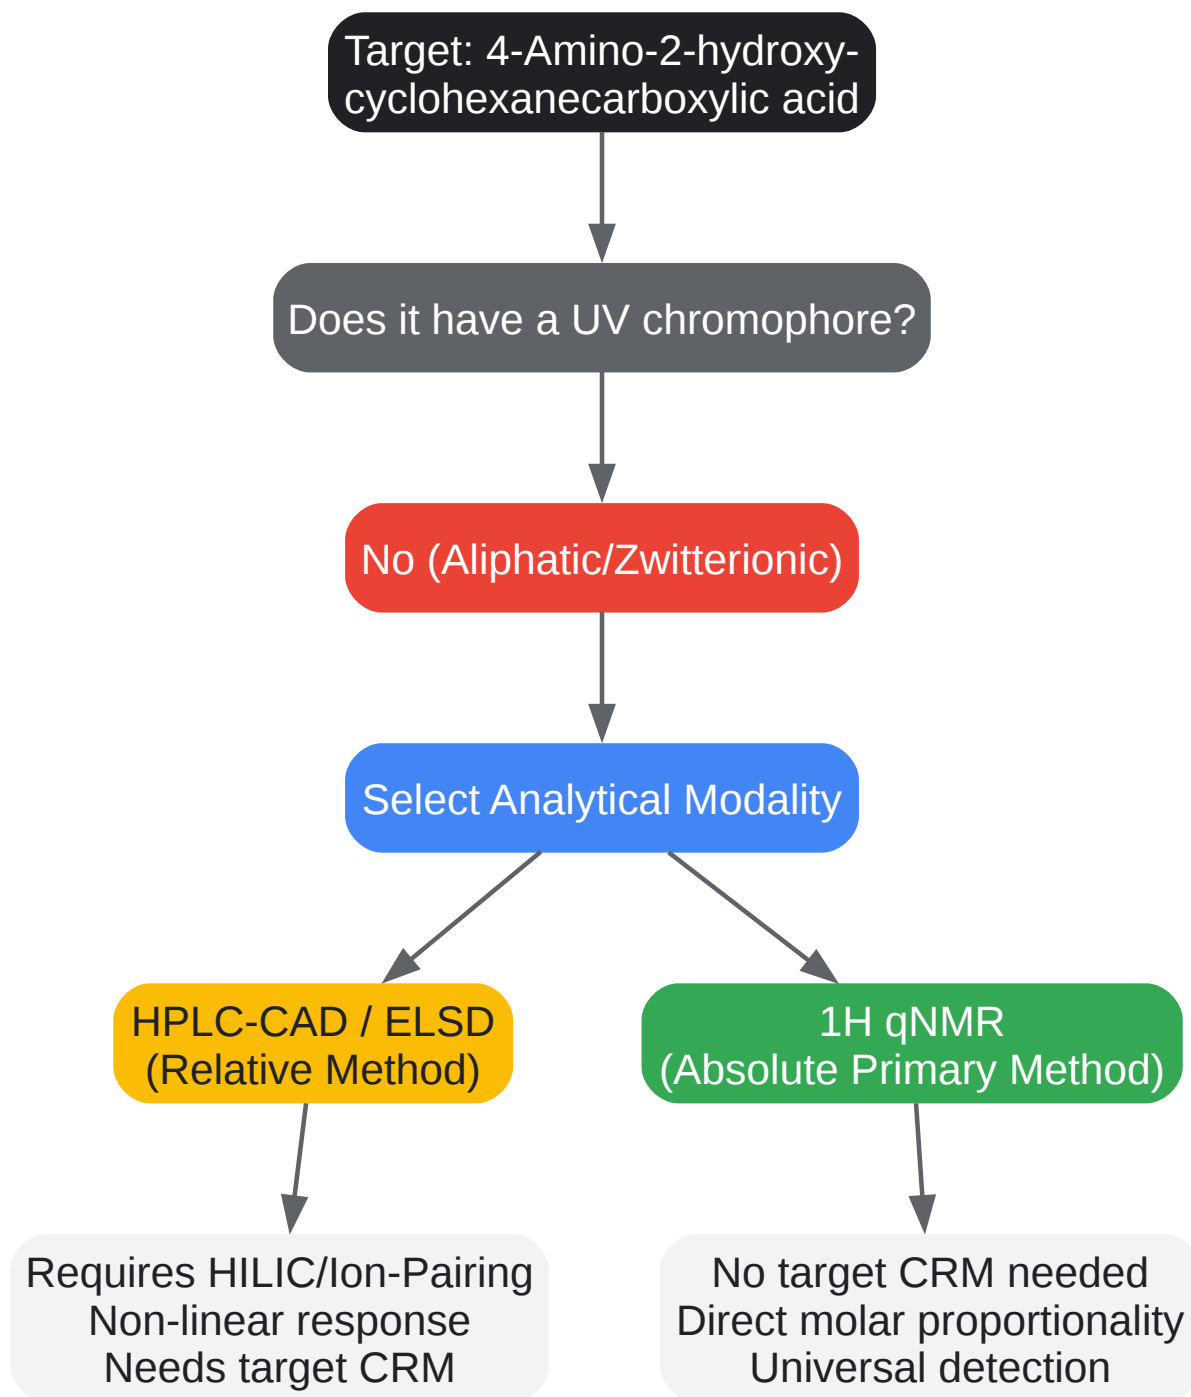 Target: 4-Amino-2-hydroxy-
cyclohexanecarboxylic acid
Does it have a UV chromophore?
No (Aliphatic/Zwitterionic)
Select Analytical Modality
HPLC-CAD / ELSD
(Relative Method)
1H qNMR
(Absolute Primary Method)
Requires HILIC/Ion-Pairing
Non-linear response
Needs target CRM
No target CRM needed
Direct molar proportionality
Universal detection